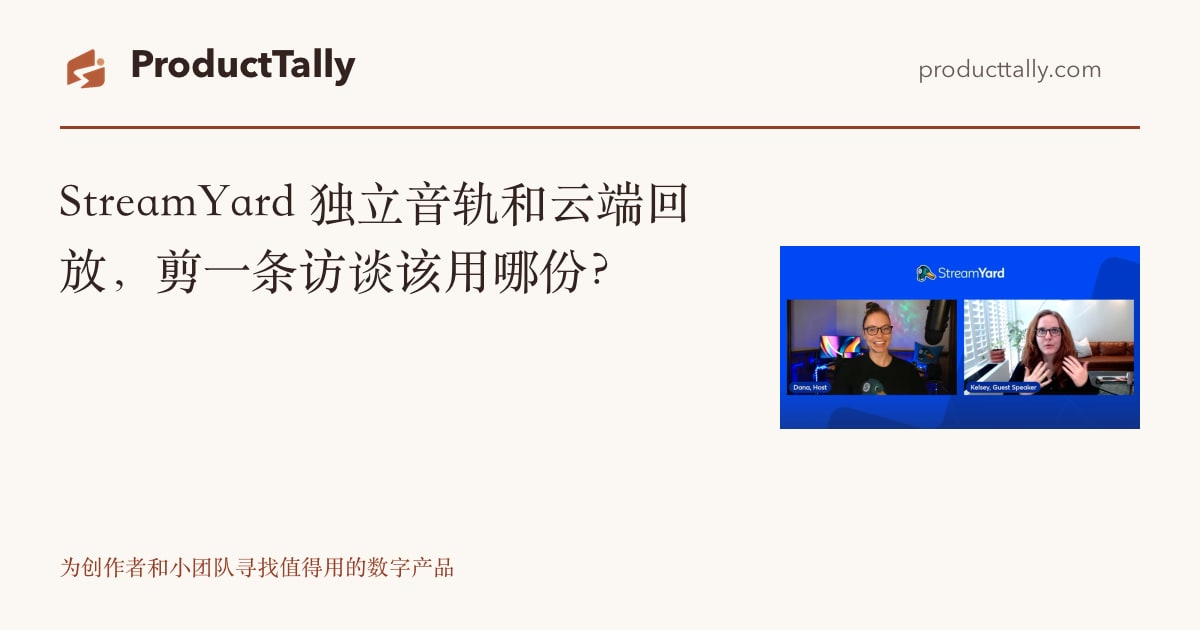 ProductTally
producttally.com
StreamYard 独立音轨和云端回
放，剪一条访谈该用哪份？
StreamYard
Dana, Host
Kelsey, Guest Speaker
为创作者和小团队寻找值得用的数字产品